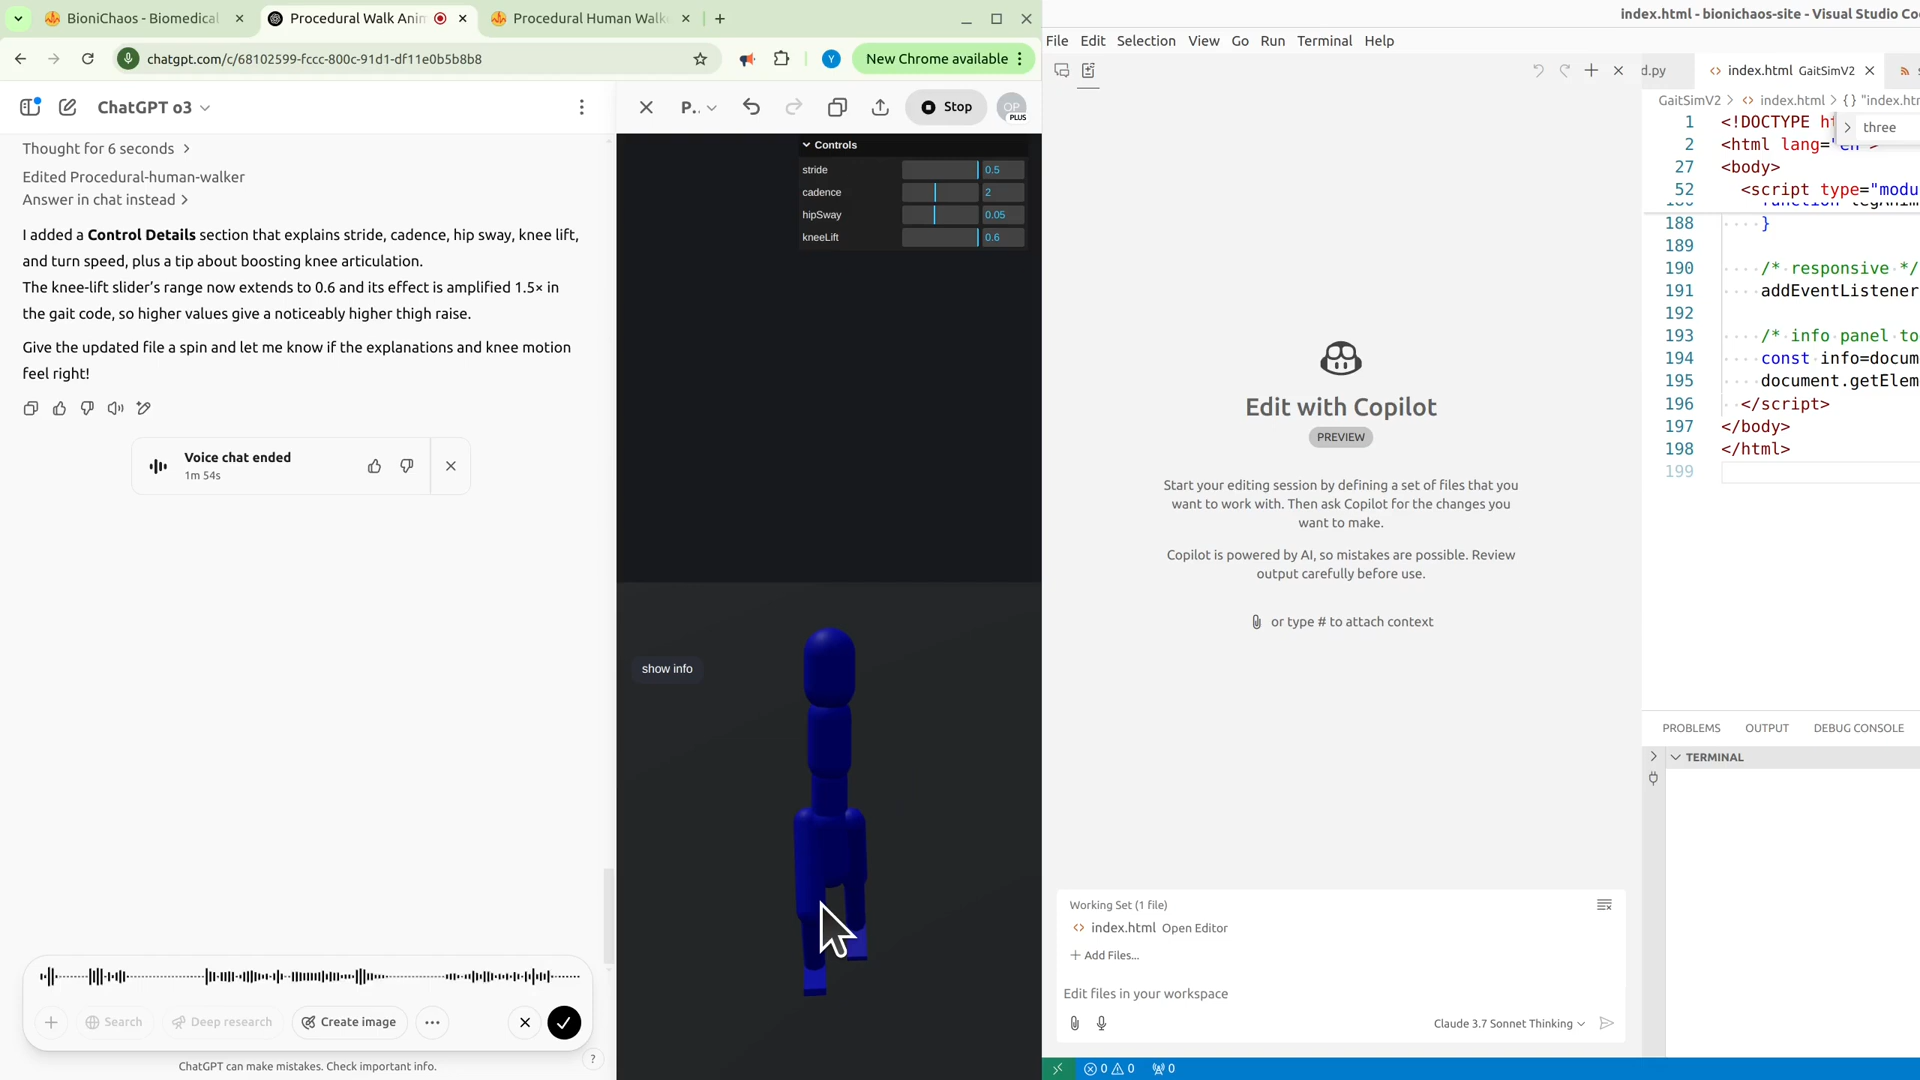 BioniChaos - Biomedical
Procedural Walk Anim
Procedural Human Walk
chatgpt.com/c/68102599-fccc-800c-91d1-df11e0b5b8b8
Y
New Chrome available
ChatGPT o3
P..
Stop
OP
PLUS
Thought for 6 seconds
Edited Procedural-human-walker
Answer in chat instead
I added a Control Details section that explains stride, cadence, hip sway, knee lift,
and turn speed, plus a tip about boosting knee articulation.
The knee-lift slider's range now extends to 0.6 and its effect is amplified 1.5× in
the gait code, so higher values give a noticeably higher thigh raise.
Give the updated file a spin and let me know if the explanations and knee motion
feel right!
Voice chat ended
1m 54s
Search
Deep research
Create image
ChatGPT can make mistakes. Check important info.
?
Controls
stride 0.5
cadence 2
hipSway 0.05
kneeLift 0.6
show info
index.html - bionichaos-site - Visual Studio Co
File Edit Selection View Go Run Terminal Help
d.py
index.html GaitSimV2
GaitSimV2 > index.html > {} "index.ht
three
1 <!DOCTYPE ht
2 <html lang="en">
27 <body>
52 <script type="modu
188 }
189
190 /* responsive */
191 addEventListener
192
193 /* info panel to
194 const info=docum
195 document.getElem
196 </script>
197 </body>
198 </html>
199
Edit with Copilot
PREVIEW
Start your editing session by defining a set of files that you
want to work with. Then ask Copilot for the changes you
want to make.
Copilot is powered by AI, so mistakes are possible. Review
output carefully before use.
or type # to attach context
Working Set (1 file)
index.html Open Editor
Add Files...
Edit files in your workspace
Claude 3.7 Sonnet Thinking
PROBLEMS OUTPUT DEBUG CONSOLE
TERMINAL
0 0 0